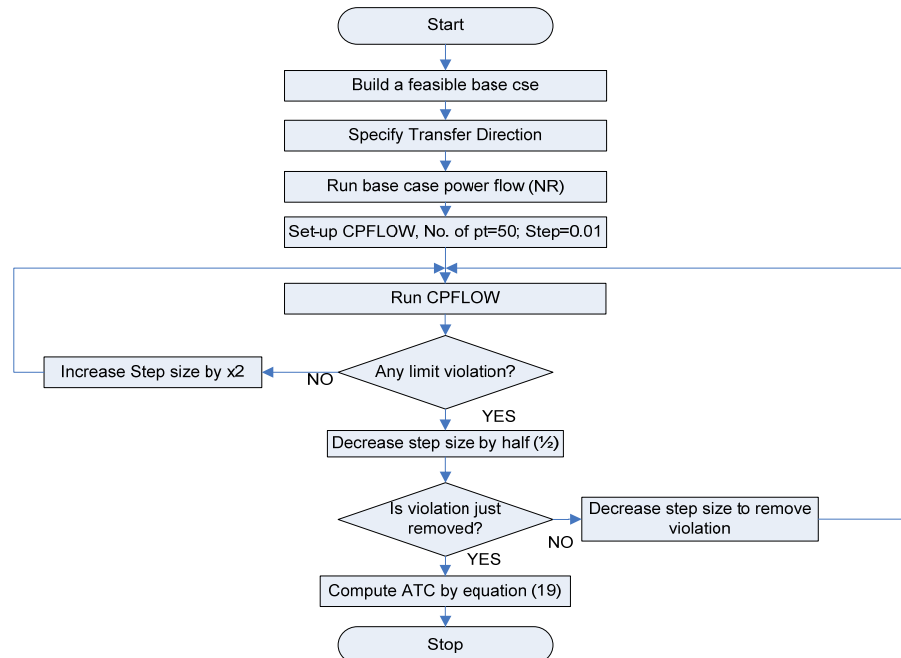 Start
Build a feasible base cse
Specify Transfer Direction
Run base case power flow (NR)
Set-up CPFLOW, No. of pt=50; Step=0.01
Run CPFLOW
Any limit violation?
NO
Increase Step size by x2
YES
Decrease step size by half (½)
Is violation just
removed?
NO
Decrease step size to remove
violation
YES
Compute ATC by equation (19)
Stop